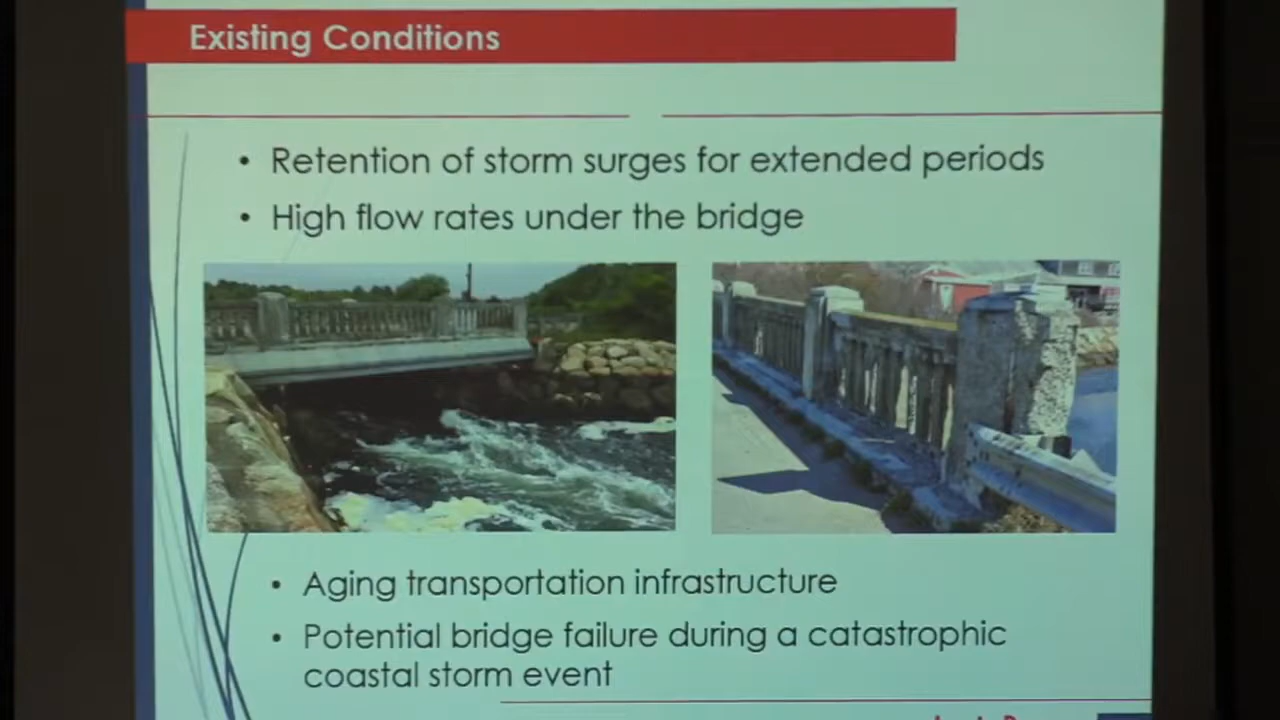 Existing Conditions
• Retention of storm surges for extended periods
• High flow rates under the bridge
• Aging transportation infrastructure
• Potential bridge failure during a catastrophic
coastal storm event